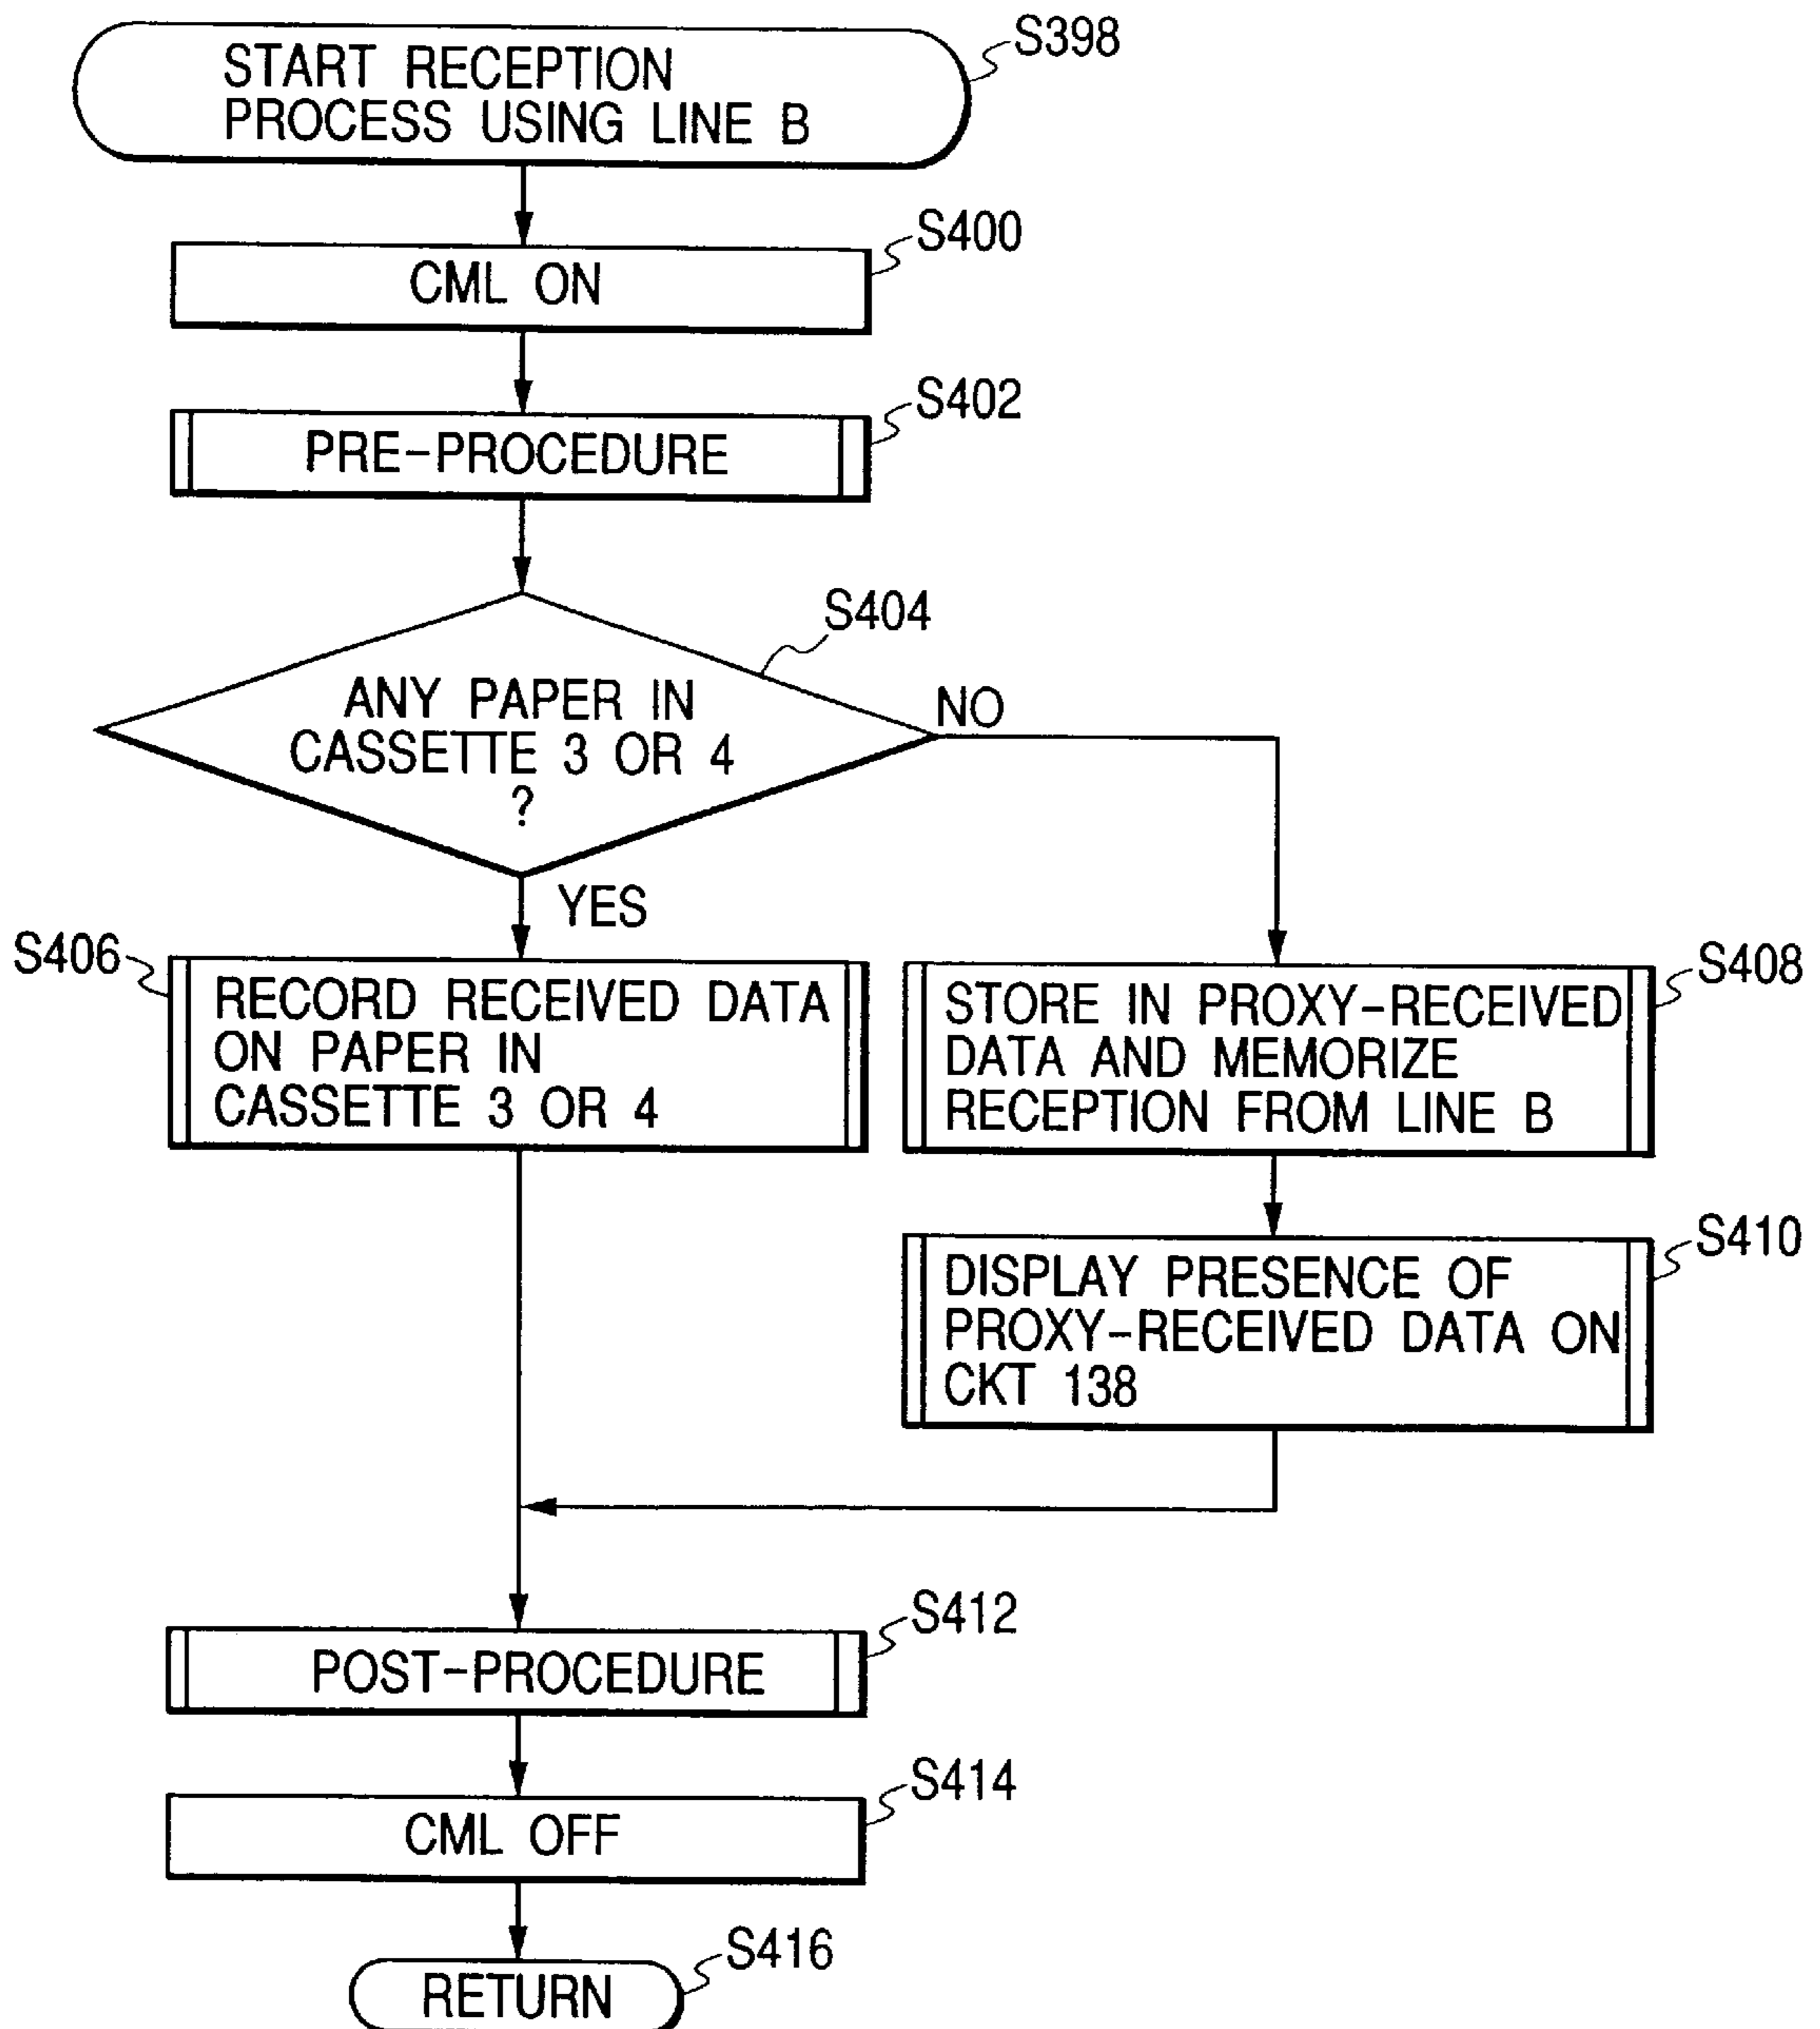 START RECEPTION
PROCESS USING LINE B
S398
CML ON
S400
PRE-PROCEDURE
S402
S404
ANY PAPER IN
CASSETTE 3 OR 4
?
NO
YES
S406
RECORD RECEIVED DATA
ON PAPER IN
CASSETTE 3 OR 4
S408
STORE IN PROXY-RECEIVED
DATA AND MEMORIZE
RECEPTION FROM LINE B
S410
DISPLAY PRESENCE OF
PROXY-RECEIVED DATA ON
CKT 138
S412
POST-PROCEDURE
S414
CML OFF
S416
RETURN